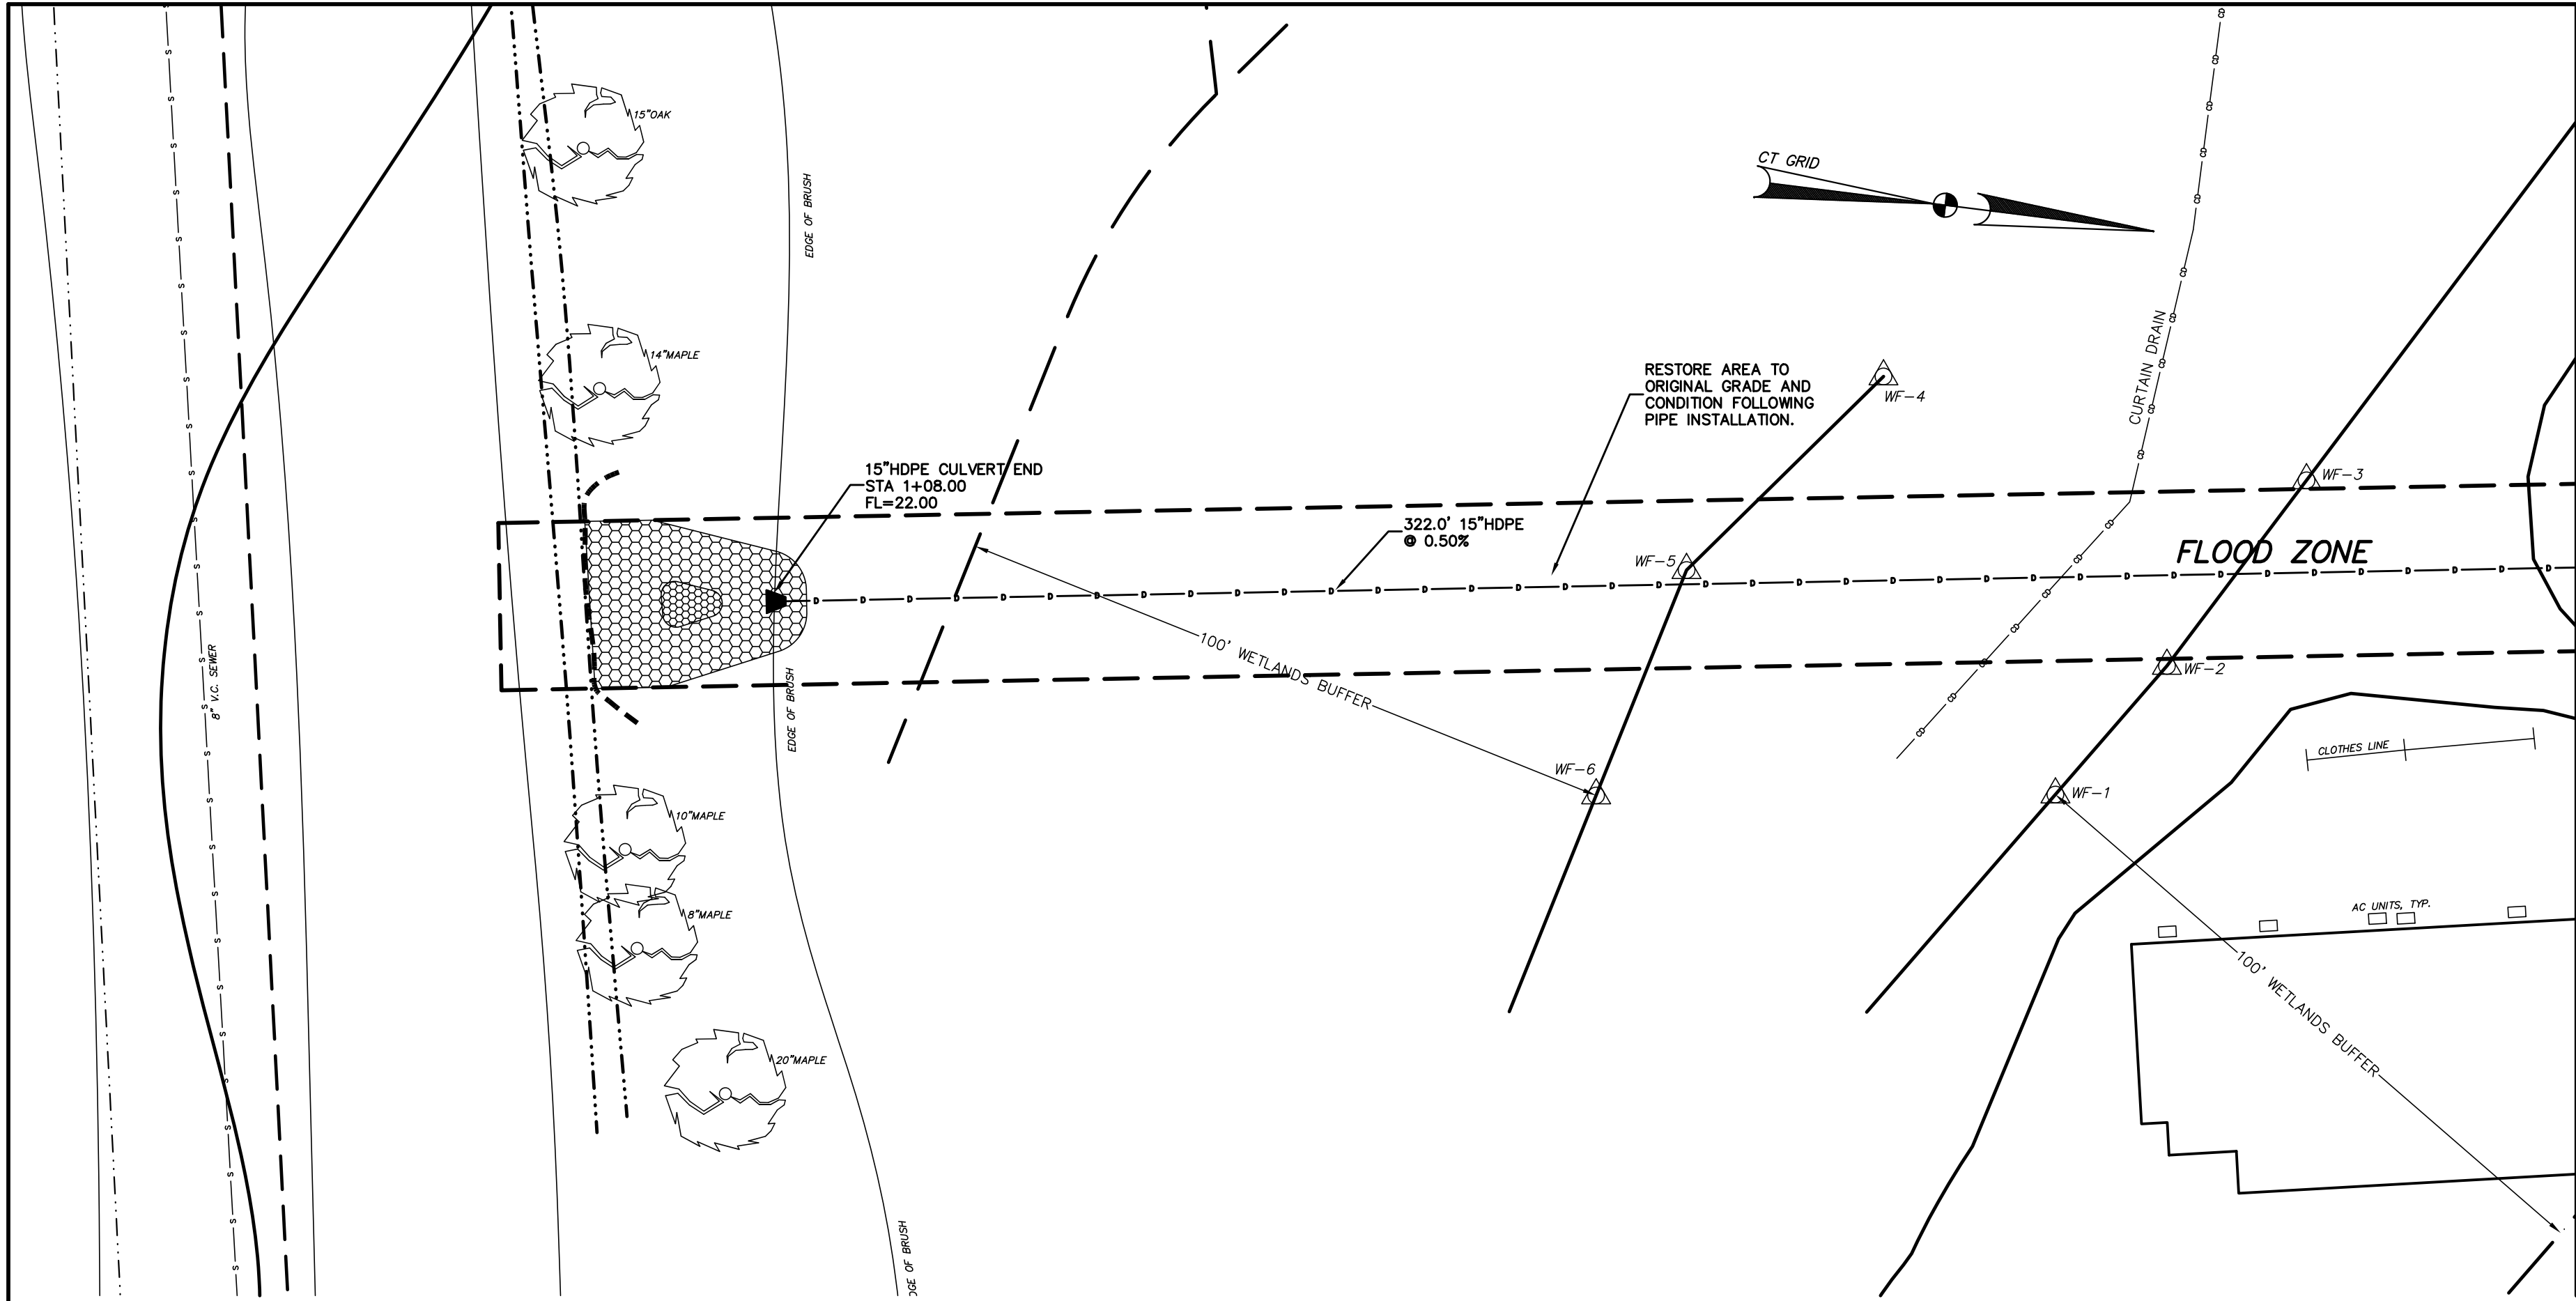 15"OAK
EDGE OF BRUSH
CT GRID
CURTAIN DRAIN
14"MAPLE
RESTORE AREA TO
ORIGINAL GRADE AND
CONDITION FOLLOWING
PIPE INSTALLATION.
WF-4
15"HDPE CULVERT END
STA 1+08.00
FL=22.00
WF-3
322.0' 15"HDPE
@ 0.50%
FLOOD ZONE
WF-5
100' WETLANDS BUFFER
8" V.C. SEWER
EDGE OF BRUSH
WF-2
CLOTHES LINE
WF-6
WF-1
10"MAPLE
8"MAPLE
AC UNITS, TYP.
100' WETLANDS BUFFER
20"MAPLE
EDGE OF BRUSH